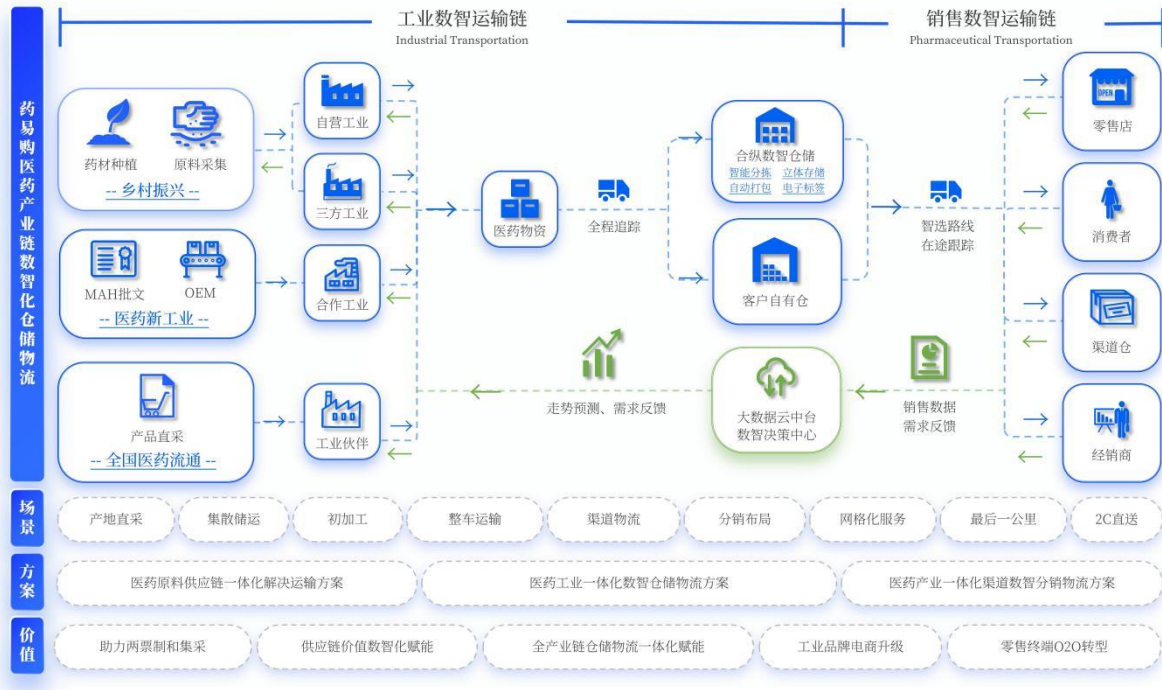 药易购医药产业链数智化仓储物流
工业数智运输链
Industrial Transportation
销售数智运输链
Pharmaceutical Transportation
药材种植
原料采集
-- 乡村振兴 --
MAH批文
OEM
-- 医药新工业 --
产品直采
-- 全国医药流通 --
自营工业
三方工业
合作工业
工业伙伴
医药物资
全程追踪
合纵数智仓储
智能分拣 立体存储
自动打包 电子标签
客户自有仓
走势预测、需求反馈
大数据云中台
数智决策中心
智选路线
在途跟踪
销售数据
需求反馈
OPEN
零售店
消费者
渠道仓
经销商
场景
产地直采
集散储运
初加工
整车运输
渠道物流
分销布局
网格化服务
最后一公里
2C直送
方案
医药原料供应链一体化解决运输方案
医药工业一体化数智仓储物流方案
医药产业一体化渠道数智分销物流方案
价值
助力两票制和集采
供应链价值数智化赋能
全产业链仓储物流一体化赋能
工业品牌电商升级
零售终端O2O转型